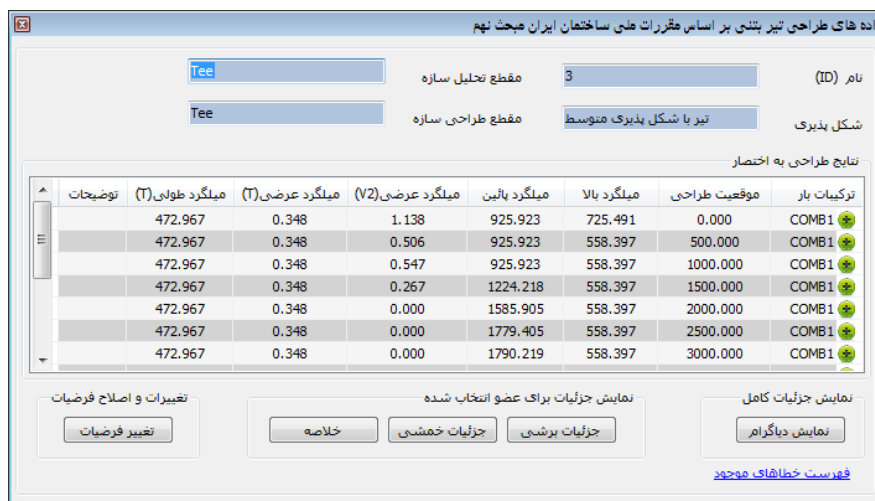 اده های طراحی تیر بتنی بر اساس مقررات ملی ساختمان ایران مبحث نهم
نام (ID) 3 مقطع تحلیل سازه Tee
شکل پذیری تیر با شکل پذیری متوسط مقطع طراحی سازه Tee
نتایج طراحی به اختصار
ترکیبات بار موقعیت طراحی میلگرد بالا میلگرد پائین میلگرد عرضی(V2) میلگرد عرضی(T) میلگرد طولی(T) توضیحات
COMB1 0.000 725.491 925.923 1.138 0.348 472.967
COMB1 500.000 558.397 925.923 0.506 0.348 472.967
COMB1 1000.000 558.397 925.923 0.547 0.348 472.967
COMB1 1500.000 558.397 1224.218 0.267 0.348 472.967
COMB1 2000.000 558.397 1585.905 0.000 0.348 472.967
COMB1 2500.000 558.397 1779.405 0.000 0.348 472.967
COMB1 3000.000 558.397 1790.219 0.000 0.348 472.967
نمایش جزئیات کامل نمایش جزئیات برای عضو انتخاب شده تغییرات و اصلاح فرضیات
نمایش دیاگرام جزئیات برشی جزئیات خمشی خلاصه تغییر فرضیات
فهرست خطاهای موجود